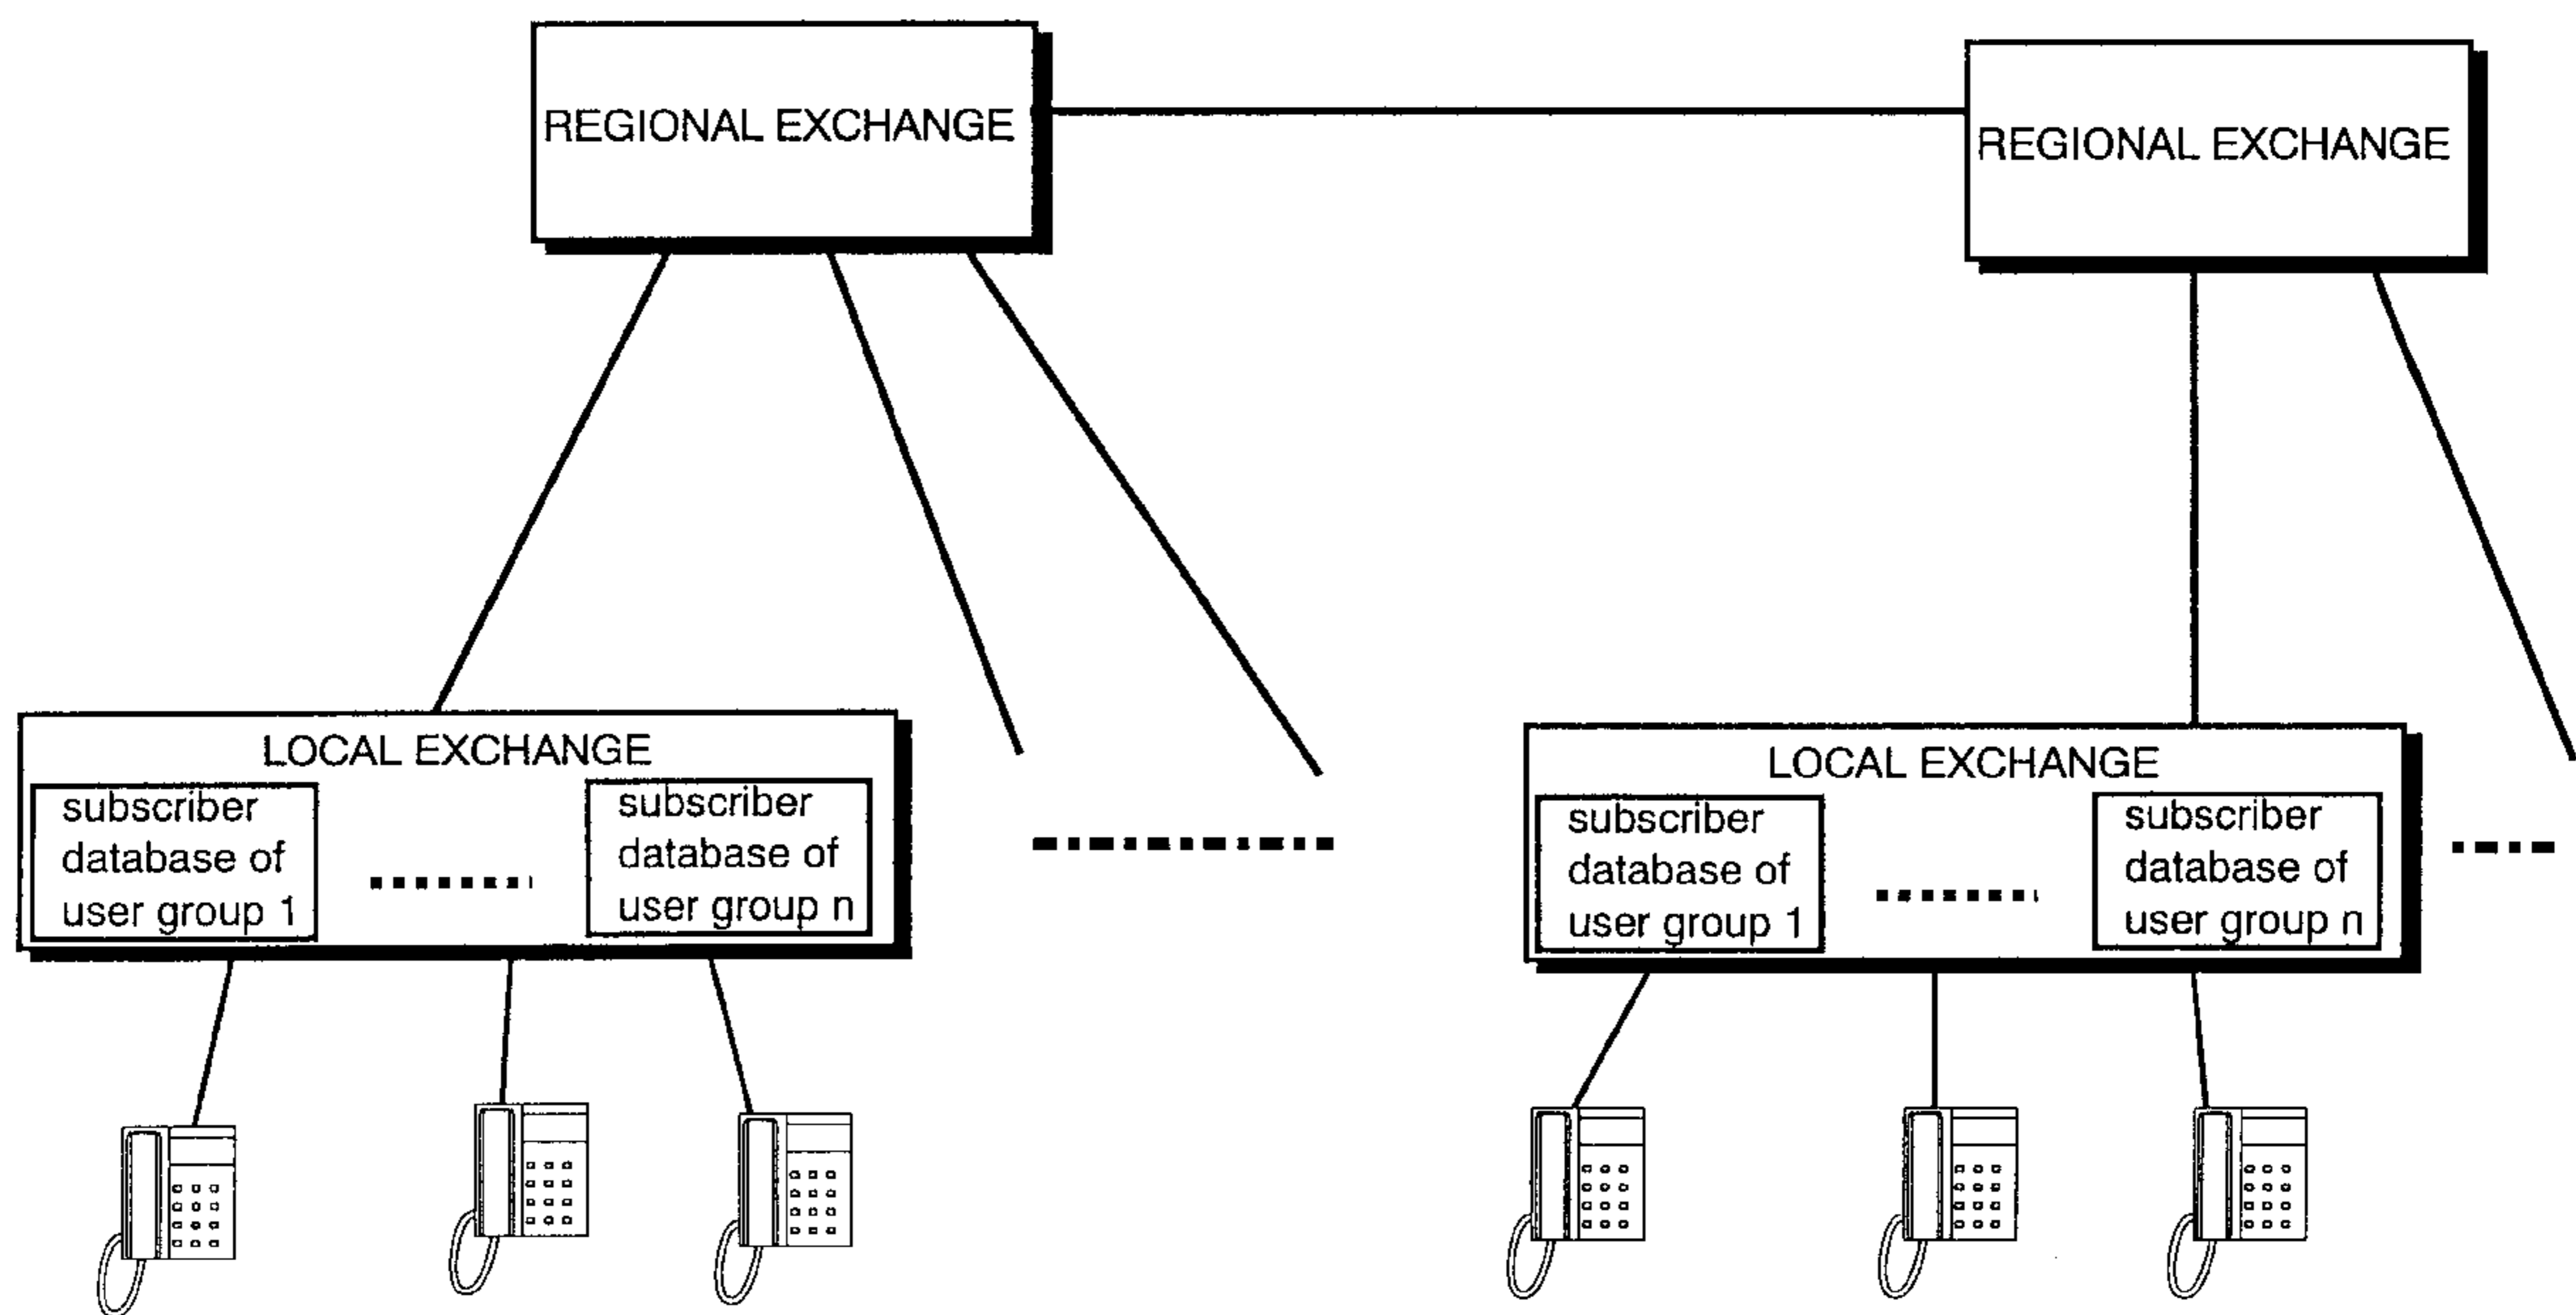 REGIONAL EXCHANGE
REGIONAL EXCHANGE
LOCAL EXCHANGE
subscriber
database of
user group 1
subscriber
database of
user group n
LOCAL EXCHANGE
subscriber
database of
user group 1
subscriber
database of
user group n